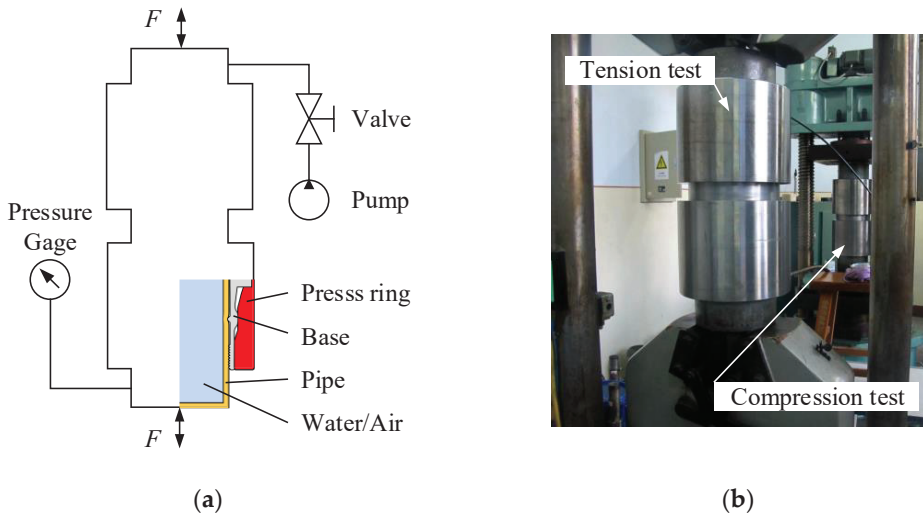 F
Valve
Pump
Pressure
Gage
Presss ring
Base
Pipe
Water/Air
F
(a)
Tension test
Compression test
(b)